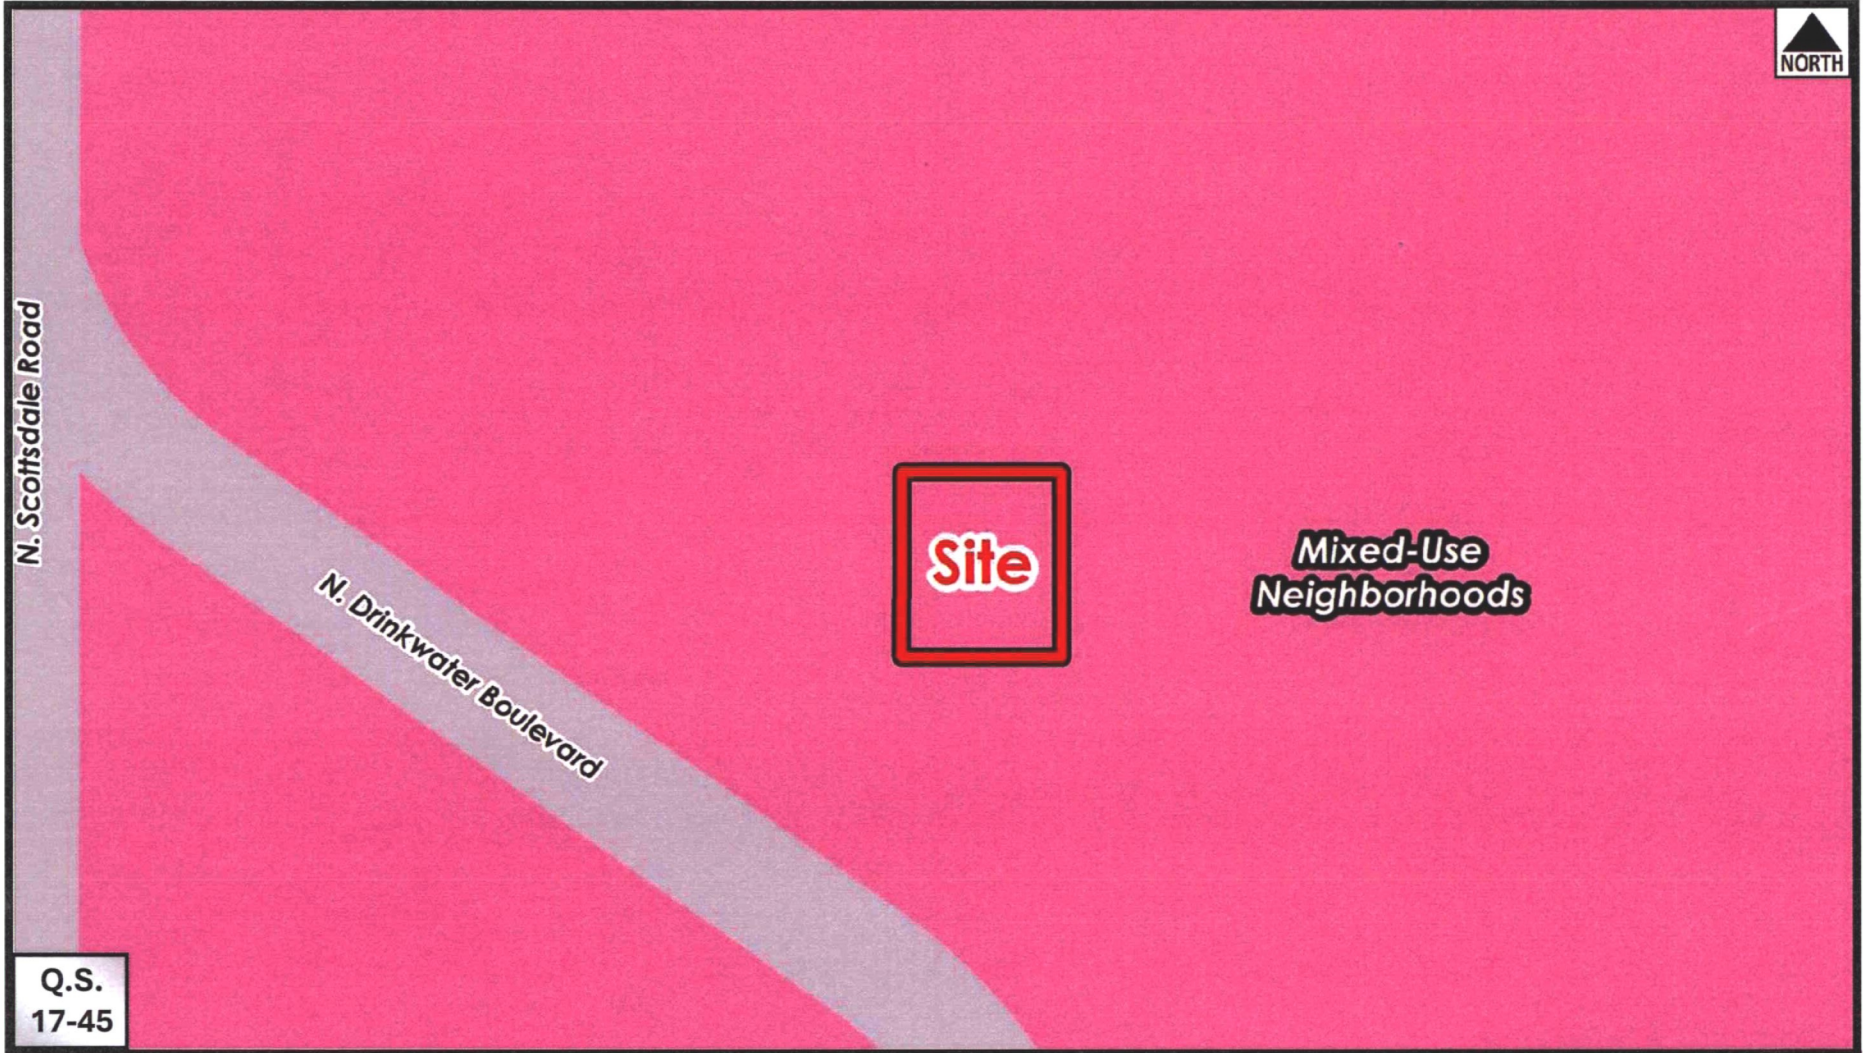 NORTH
N. Scottsdale Road
N. Drinkwater Boulevard
Site
Mixed-Use
Neighborhoods
Q.S.
17-45